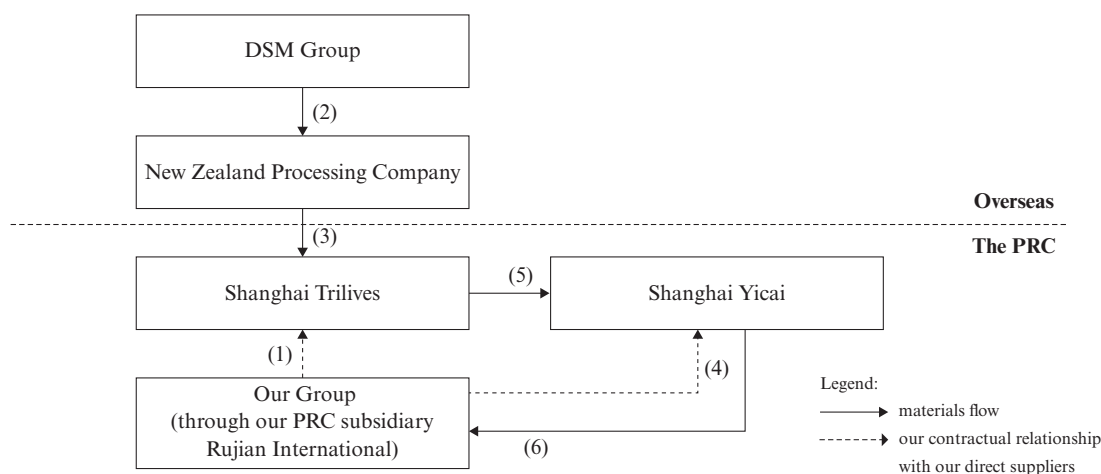 DSM Group
(2)
New Zealand Processing Company
Overseas
(3)
The PRC
Shanghai Trilives
(5)
Shanghai Yicai
(1)
(4)
Our Group
(through our PRC subsidiary
Rujian International)
(6)
Legend:
materials flow
our contractual relationship
with our direct suppliers